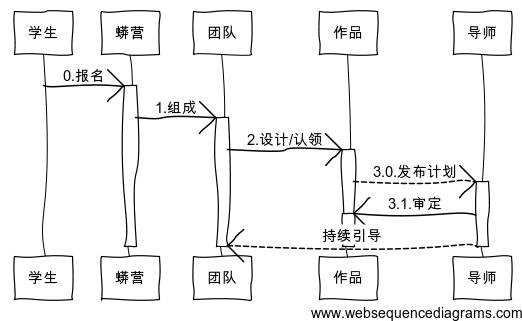 学生 蟒营 团队 作品 导师
0.报名
1.组成
2.设计/认领
3.0.发布计划
3.1.审定
持续引导
学生 蟒营 团队 作品 导师
www.websequencediagrams.com